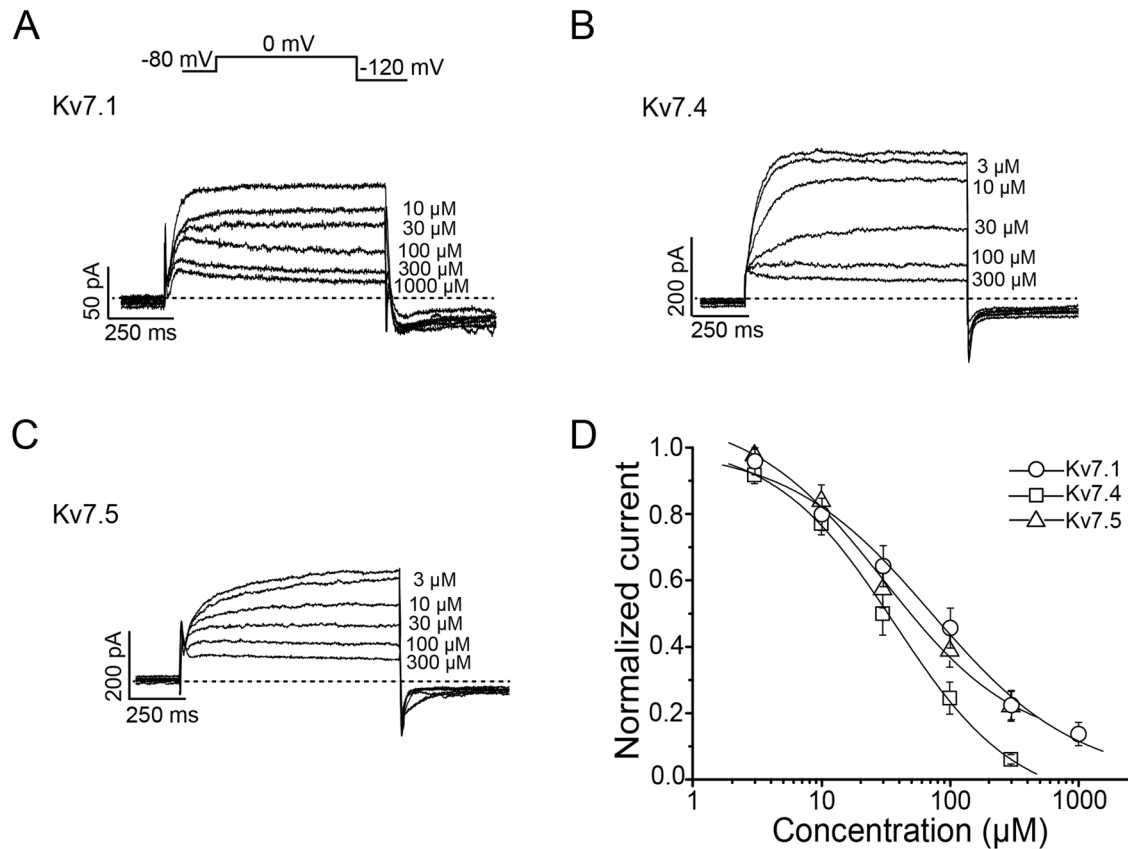 A
-80 mV
0 mV
-120 mV
Kv7.1
10 µM
30 µM
100 µM
300 µM
1000 µM
50 pA
250 ms
B
Kv7.4
3 µM
10 µM
30 µM
100 µM
300 µM
200 pA
250 ms
C
Kv7.5
3 µM
10 µM
30 µM
100 µM
300 µM
200 pA
250 ms
D
Kv7.1
Kv7.4
Kv7.5
1.0
0.8
0.6
0.4
0.2
0.0
Normalized current
1 10 100 1000
Concentration (µM)